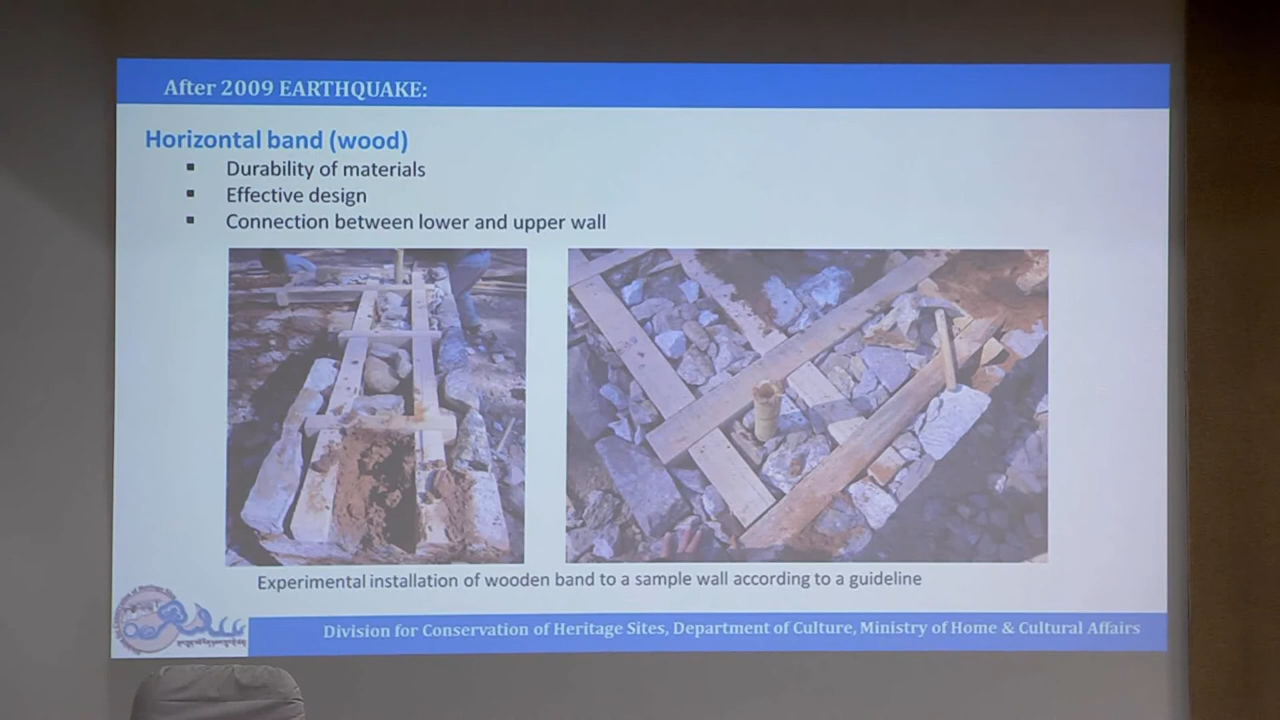 After 2009 EARTHQUAKE:
Horizontal band (wood)
▪ Durability of materials
▪ Effective design
▪ Connection between lower and upper wall
Experimental installation of wooden band to a sample wall according to a guideline
Division for Conservation of Heritage Sites, Department of Culture, Ministry of Home & Cultural Affairs